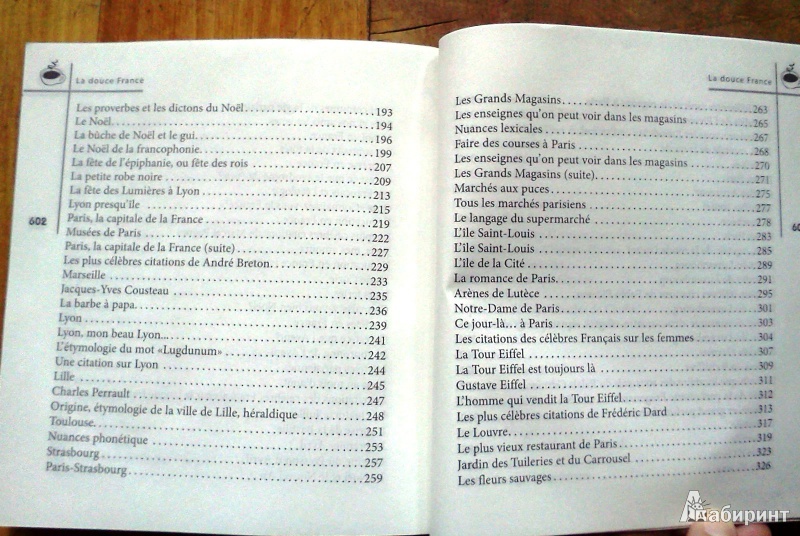 La douce France
Les proverbes et les dictons du Noël 193
Le Noël 194
La bûche de Noël et le gui 196
Le Noël de la francophonie 199
La fête de l'épiphanie, ou fête des rois 207
La petite robe noire 209
La fête des Lumières à Lyon 213
Lyon presqu'île 215
Paris, la capitale de la France 219
Musées de Paris 222
Paris, la capitale de la France (suite) 227
Les plus célèbres citations de André Breton 229
Marseille 233
Jacques-Yves Cousteau 235
La barbe à papa 236
Lyon 239
Lyon, mon beau Lyon... 241
L'étymologie du mot «Lugdunum» 242
Une citation sur Lyon 244
Lille 245
Charles Perrault 247
Origine, étymologie de la ville de Lille, héraldique 248
Toulouse 251
Nuances phonétique 253
Strasbourg 257
Paris-Strasbourg 259
602
La douce France
Les Grands Magasins 263
Les enseignes qu'on peut voir dans les magasins 265
Nuances lexicales 267
Faire des courses à Paris 268
Les enseignes qu'on peut voir dans les magasins 270
Les Grands Magasins (suite) 271
Marchés aux puces 275
Tous les marchés parisiens 277
Le langage du supermarché 278
L'île Saint-Louis 283
L'île Saint-Louis 285
L'île de la Cité 289
La romance de Paris 291
Arènes de Lutèce 295
Notre-Dame de Paris 301
Ce jour-là... à Paris 303
Les citations des célèbres Français sur les femmes 304
La Tour Eiffel 307
La Tour Eiffel est toujours là 309
Gustave Eiffel 311
L'homme qui vendit la Tour Eiffel 312
Les plus célèbres citations de Frédéric Dard 313
Le Louvre 317
Le plus vieux restaurant de Paris 319
Jardin des Tuileries et du Carrousel 323
Les fleurs sauvages 326
Лабиринт